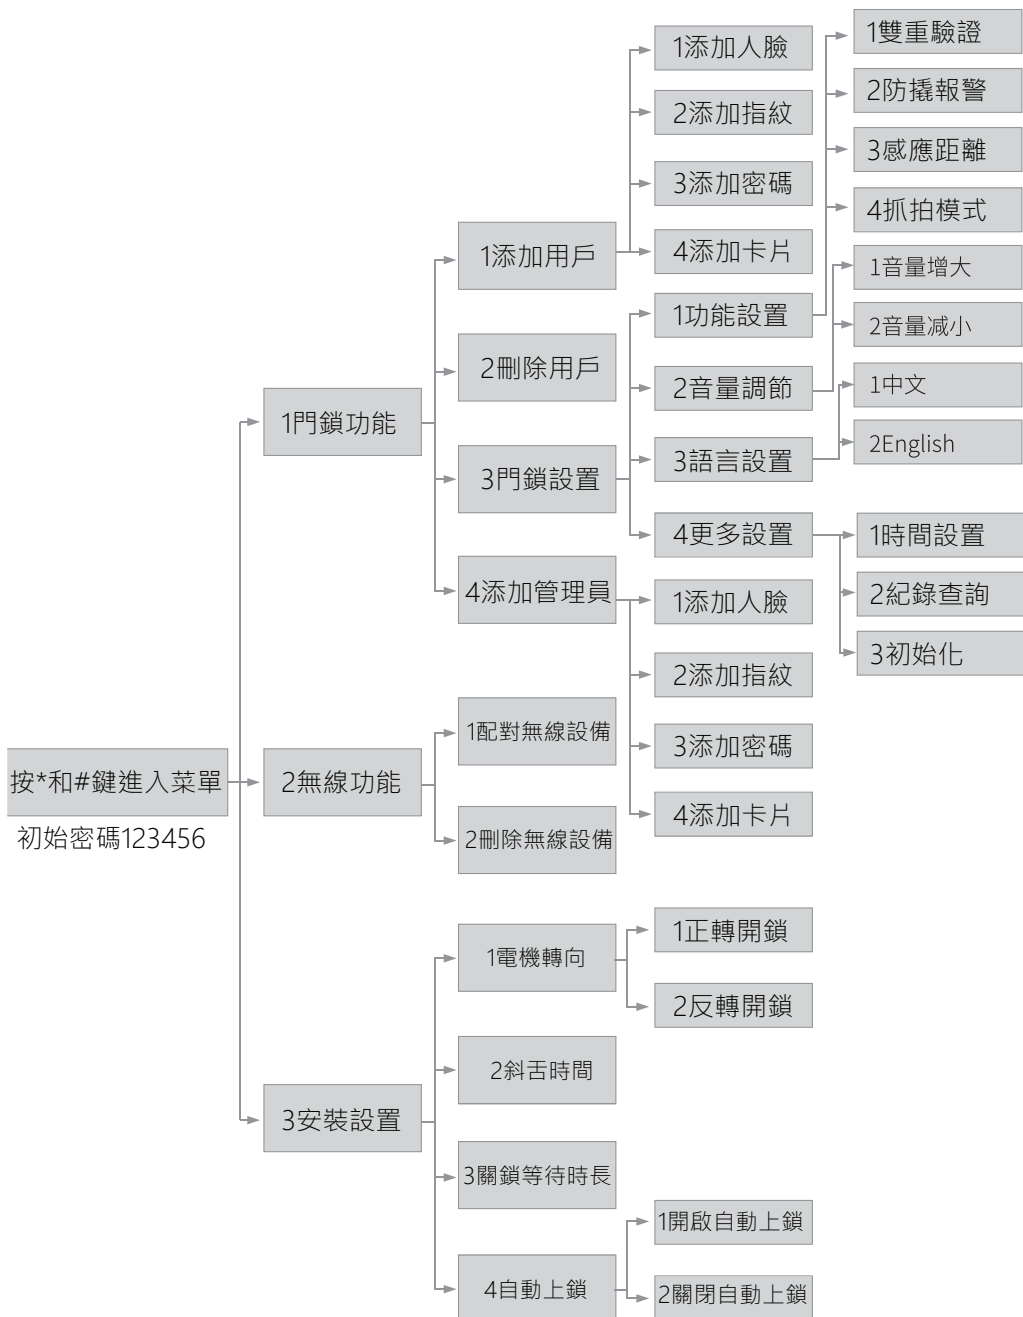 按*和#鍵進入菜單
初始密碼123456
1門鎖功能
1添加用戶
1添加人臉
2添加指紋
3添加密碼
4添加卡片
2刪除用戶
3門鎖設置
1功能設置
1雙重驗證
2防撬報警
3感應距離
4抓拍模式
2音量調節
1音量增大
2音量減小
3語言設置
1中文
2English
4更多設置
1時間設置
2紀錄查詢
3初始化
4添加管理員
1添加人臉
2添加指紋
3添加密碼
4添加卡片
2無線功能
1配對無線設備
2刪除無線設備
3安裝設置
1電機轉向
1正轉開鎖
2反轉開鎖
2斜舌時間
3關鎖等待時長
4自動上鎖
1開啟自動上鎖
2關閉自動上鎖